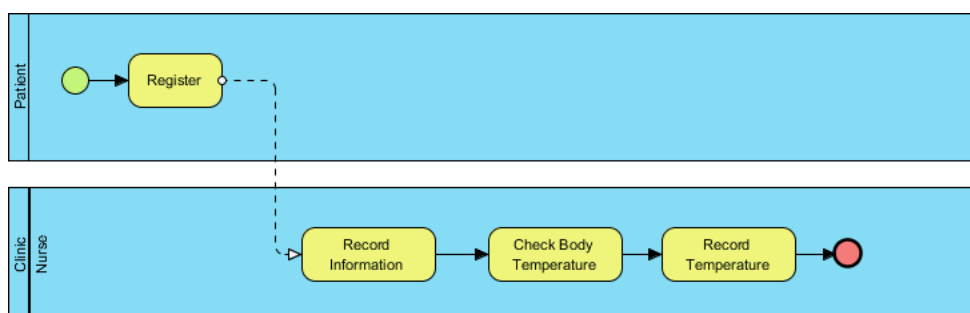 Patient
Register
Clinic
Nurse
Record
Information
Check Body
Temperature
Record
Temperature